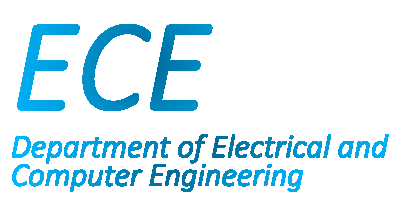 ECE
Department of Electrical and
Computer Engineering